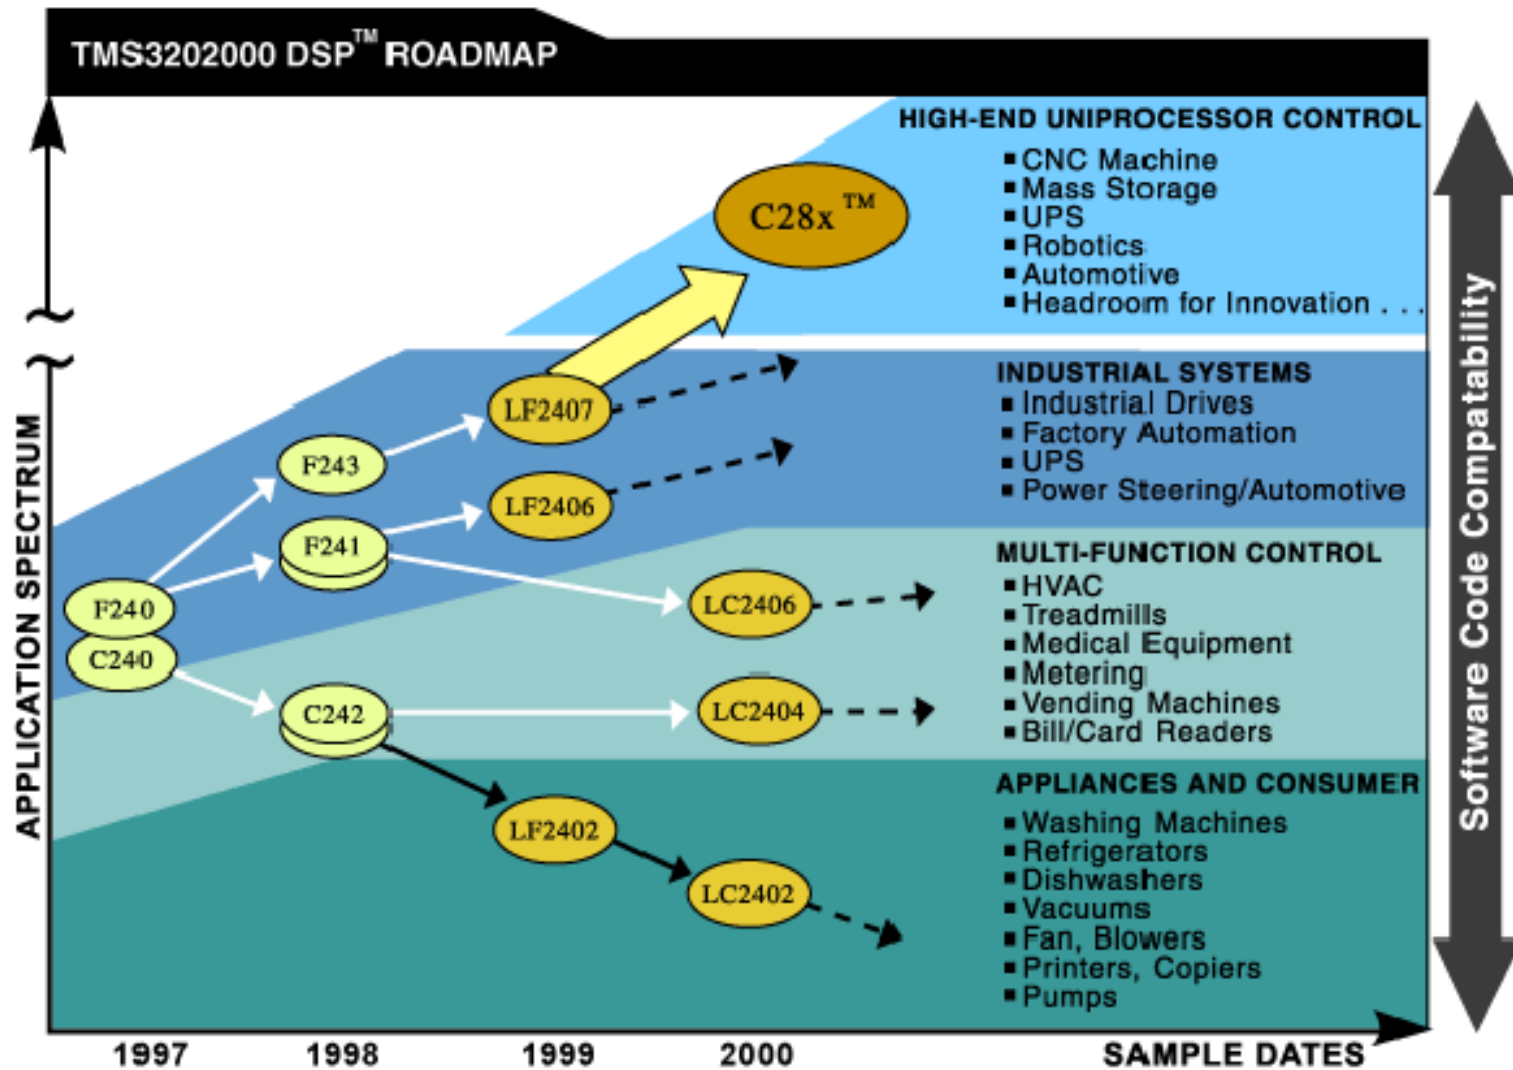 TMS3202000 DSP™ ROADMAP
HIGH-END UNIPROCESSOR CONTROL
▪ CNC Machine
▪ Mass Storage
▪ UPS
▪ Robotics
▪ Automotive
▪ Headroom for Innovation . . .
C28x ™
INDUSTRIAL SYSTEMS
▪ Industrial Drives
▪ Factory Automation
▪ UPS
▪ Power Steering/Automotive
LF2407
F243
LF2406
F241
MULTI-FUNCTION CONTROL
▪ HVAC
▪ Treadmills
▪ Medical Equipment
▪ Metering
▪ Vending Machines
▪ Bill/Card Readers
F240
LC2406
C240
C242
LC2404
APPLIANCES AND CONSUMER
▪ Washing Machines
▪ Refrigerators
▪ Dishwashers
▪ Vacuums
▪ Fan, Blowers
▪ Printers, Copiers
▪ Pumps
LF2402
LC2402
APPLICATION SPECTRUM
Software Code Compatability
1997 1998 1999 2000 SAMPLE DATES